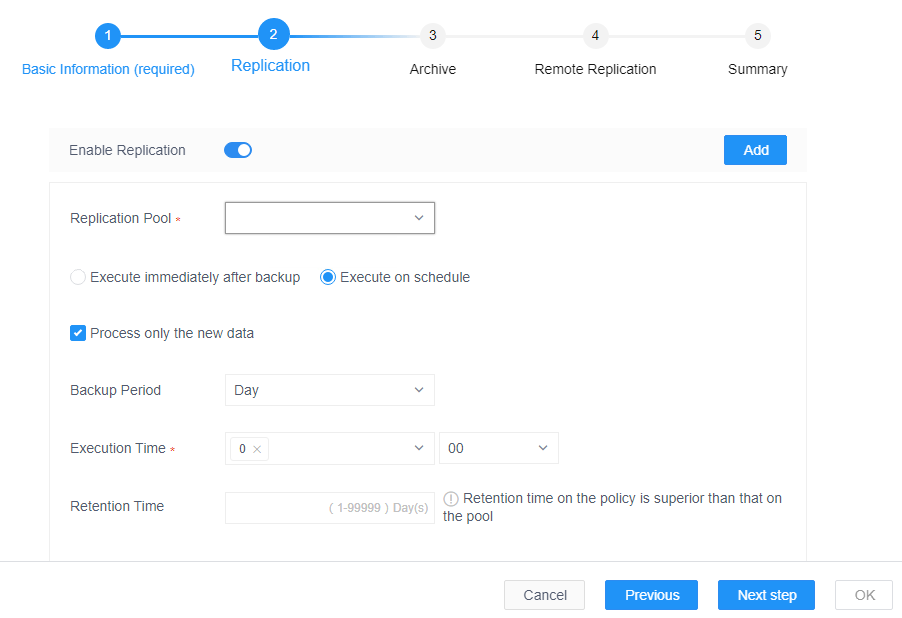 1
2
3
4
5
Basic Information (required)
Replication
Archive
Remote Replication
Summary
Enable Replication
Add
Replication Pool *
Execute immediately after backup
Execute on schedule
Process only the new data
Backup Period
Day
Execution Time *
0 ×
00
Retention Time
( 1-99999 ) Day(s)
! Retention time on the policy is superior than that on
the pool
Cancel
Previous
Next step
OK